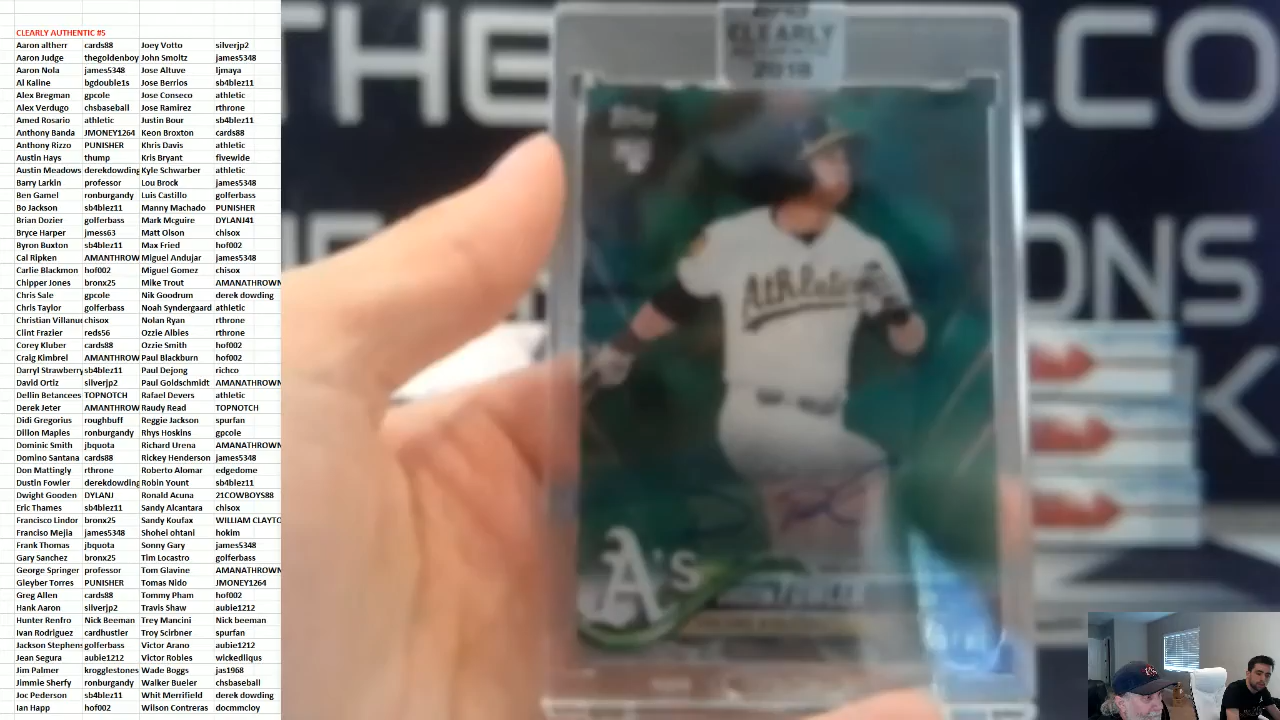 CLEARLY AUTHENTIC #5
Aaron altherr cards88 Joey Votto silverjp2
Aaron Judge thegoldenboy John Smoltz james5348
Aaron Nola james5348 Jose Altuve ljmaya
Al Kaline bgdouble1s Jose Berrios sb4blez11
Alex Bregman gpcole Jose Conseco athletic
Alex Verdugo chsbaseball Jose Ramirez rthrone
Amed Rosario athletic Justin Bour sb4blez11
Anthony Banda JMONEY1264 Keon Broxton cards88
Anthony Rizzo PUNISHER Khris Davis athletic
Austin Hays thump Kris Bryant fivewide
Austin Meadows derekdowding Kyle Schwarber athletic
Barry Larkin professor Lou Brock james5348
Ben Gamel ronburgandy Luis Castillo golferbass
Bo Jackson sb4blez11 Manny Machado PUNISHER
Brian Dozier golferbass Mark Mcguire DYLANJ41
Bryce Harper jmess63 Matt Olson chisox
Byron Buxton sb4blez11 Max Fried hof002
Cal Ripken AMANTHROW Miguel Andujar james5348
Carlie Blackmon hof002 Miguel Gomez chisox
Chipper Jones bronx25 Mike Trout AMANATHROWN
Chris Sale gpcole Nik Goodrum derek dowding
Chris Taylor golferbass Noah Syndergaard athletic
Christian Villanue chisox Nolan Ryan rthrone
Clint Frazier reds56 Ozzie Albies rthrone
Corey Kluber cards88 Ozzie Smith hof002
Craig Kimbrel AMANTHROW Paul Blackburn hof002
Darryl Strawberry sb4blez11 Paul Dejong richco
David Ortiz silverjp2 Paul Goldschmidt AMANATHROWN
Dellin Betancees TOPNOTCH Rafael Devers athletic
Derek Jeter AMANTHROW Raudy Read TOPNOTCH
Didi Gregorius roughbuff Reggie Jackson spurfan
Dillon Maples ronburgandy Rhys Hoskins gpcole
Dominic Smith jbquota Richard Urena AMANATHROWN
Domino Santana cards88 Rickey Henderson james5348
Don Mattingly rthrone Roberto Alomar edgedome
Dustin Fowler derekdowding Robin Yount sb4blez11
Dwight Gooden DYLANJ Ronald Acuna 21COWBOYS88
Eric Thames sb4blez11 Sandy Alcantara chisox
Francisco Lindor bronx25 Sandy Koufax WILLIAM CLAYTO
Franciso Mejia james5348 Shohei ohtani hokim
Frank Thomas jbquota Sonny Gary james5348
Gary Sanchez bronx25 Tim Locastro golferbass
George Springer professor Tom Glavine AMANATHROWN
Gleyber Torres PUNISHER Tomas Nido JMONEY1264
Greg Allen cards88 Tommy Pham hof002
Hank Aaron silverjp2 Travis Shaw aubie1212
Hunter Renfro Nick Beeman Trey Mancini Nick beeman
Ivan Rodriguez cardhustler Troy Scirbner spurfan
Jackson Stephens golferbass Victor Arano aubie1212
Jean Segura aubie1212 Victor Robles wickedliqus
Jim Palmer krogglestones Wade Boggs jas1968
Jimmie Sherfy ronburgandy Walker Bueler chsbaseball
Joc Pederson sb4blez11 Whit Merrifield derek dowding
Ian Happ hof002 Wilson Contreras docmmcloy
THE
.CO
ONS
K
CLEARLY
2018
Athletic
A's